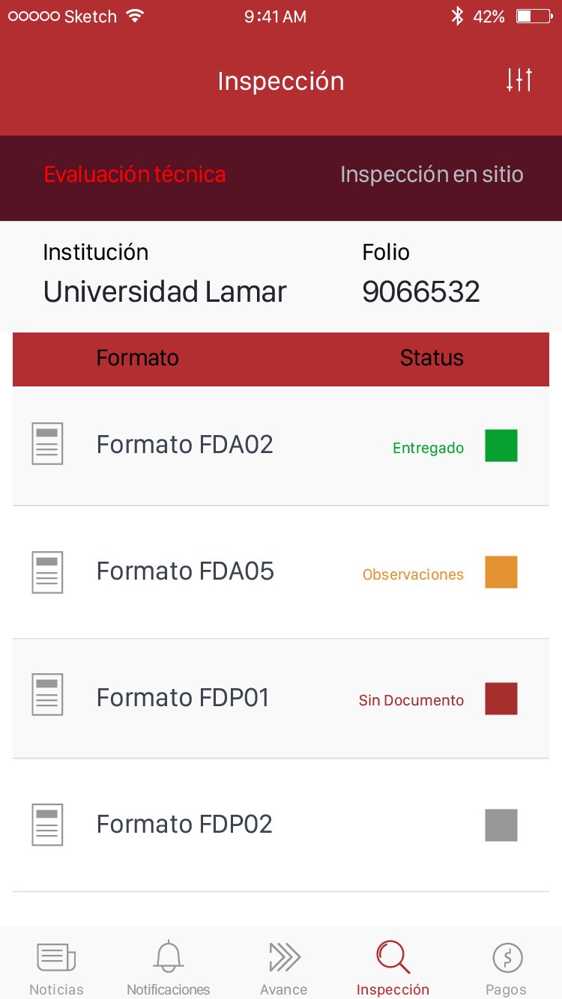 Sketch 9:41 AM 42%
Inspección
Evaluación técnica Inspección en sitio
Institución Folio
Universidad Lamar 9066532
Formato Status
Formato FDA02 Entregado
Formato FDA05 Observaciones
Formato FDP01 Sin Documento
Formato FDP02
Noticias Notificaciones Avance Inspección Pagos